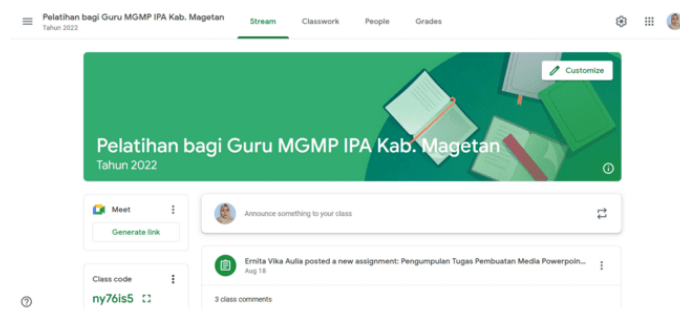 Pelatihan bagi Guru MGMP IPA Kab. Magetan
Tahun 2022
Stream Classwork People Grades
Customize
Pelatihan bagi Guru MGMP IPA Kab. Magetan
Tahun 2022
Meet
Generate link
Announce something to your class
Ernita Vika Aulia posted a new assignment: Pengumpulan Tugas Pembuatan Media Powerpoin...
Aug 18
Class code
ny76is5
3 class comments